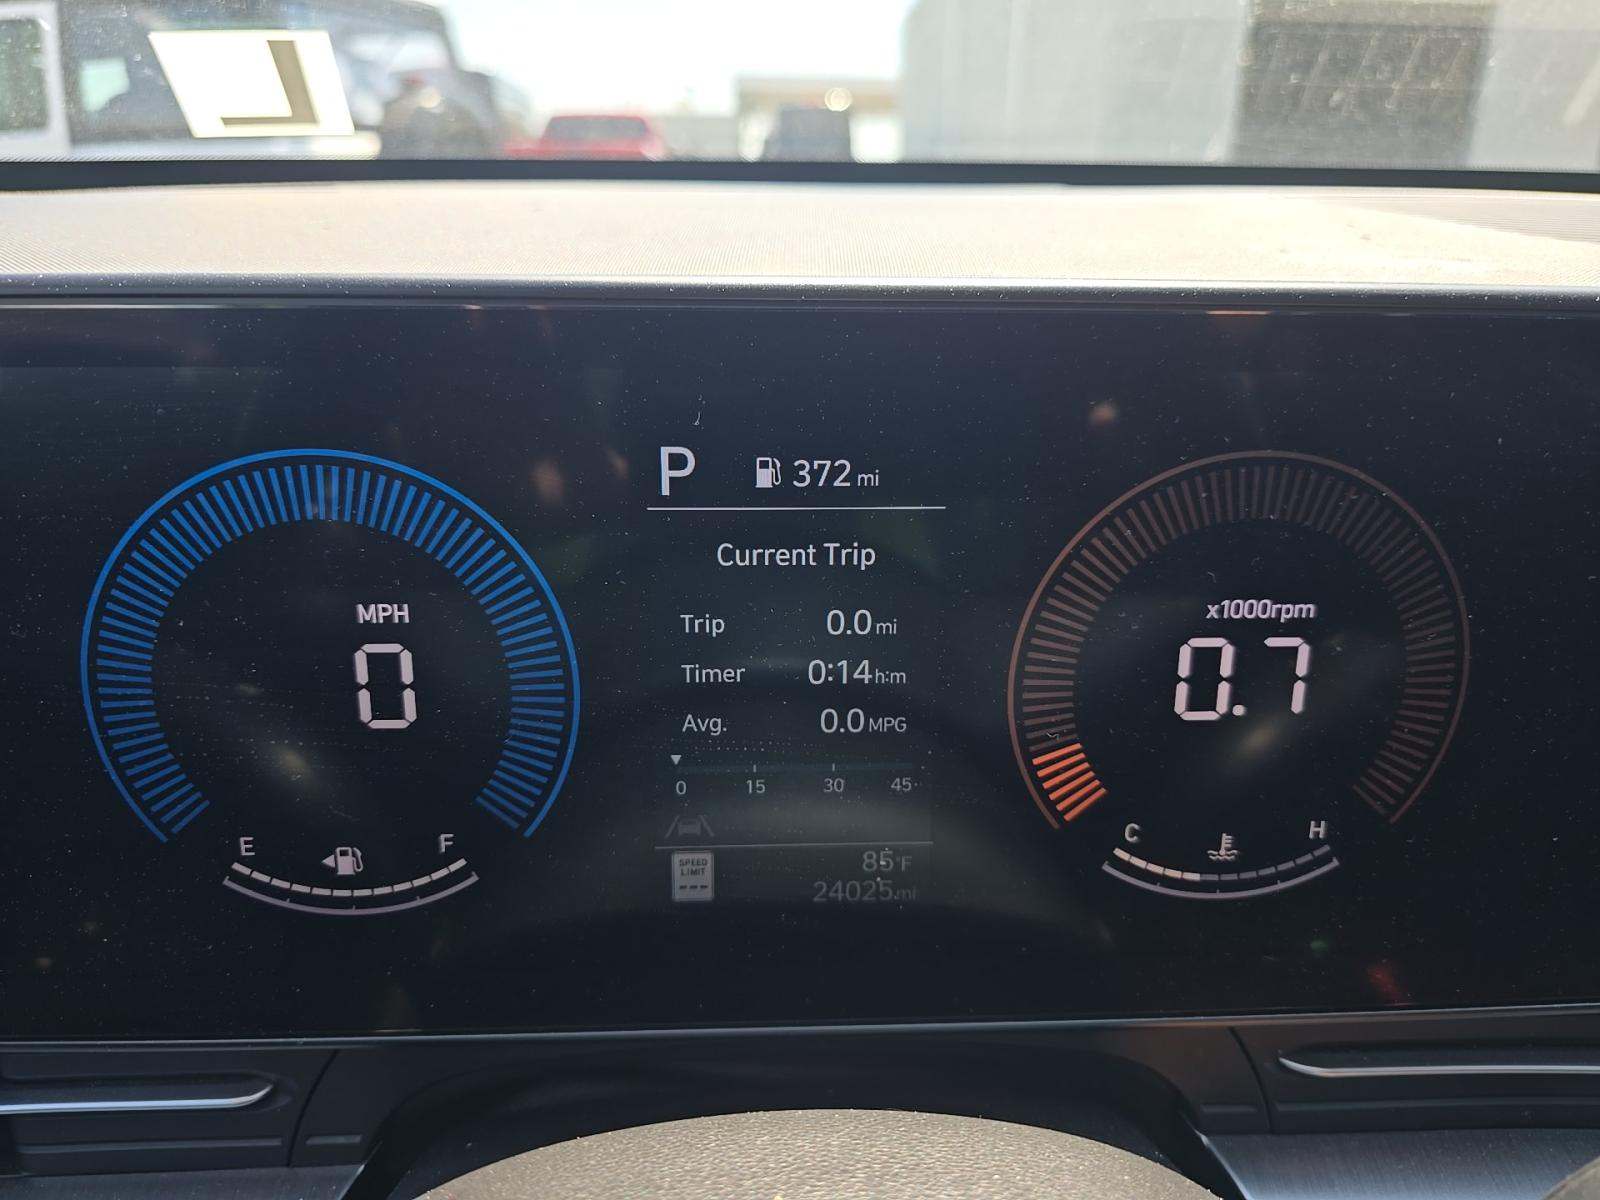 P 372 mi
Current Trip
Trip 0.0 mi
Timer 0:14 h:m
Avg. 0.0 MPG
0 15 30 45
SPEED
LIMIT
---
85°F
24025 mi
MPH
0
E F
x1000rpm
0.7
C H